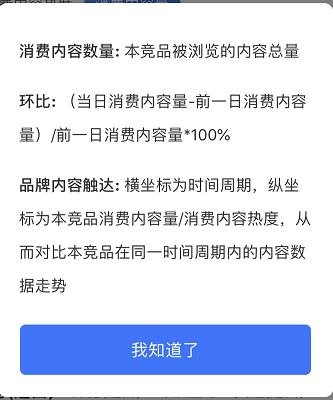 消费内容数量: 本竞品被浏览的内容总量
环比: （当日消费内容量-前一日消费内容
量）/前一日消费内容量*100%
品牌内容触达: 横坐标为时间周期，纵坐
标为本竞品消费内容量/消费内容热度，从
而对比本竞品在同一时间周期内的内容数
据走势
我知道了